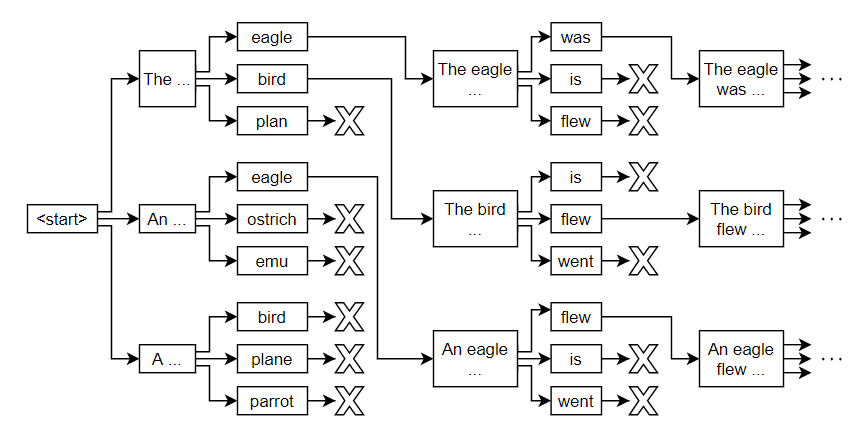 <start>
The ...
An ...
A ...
eagle
bird
plan
eagle
ostrich
emu
bird
plane
parrot
The eagle
...
The bird
...
An eagle
...
was
is
flew
is
flew
went
flew
is
went
The eagle
was ...
The bird
flew ...
An eagle
flew ...
...
...
...